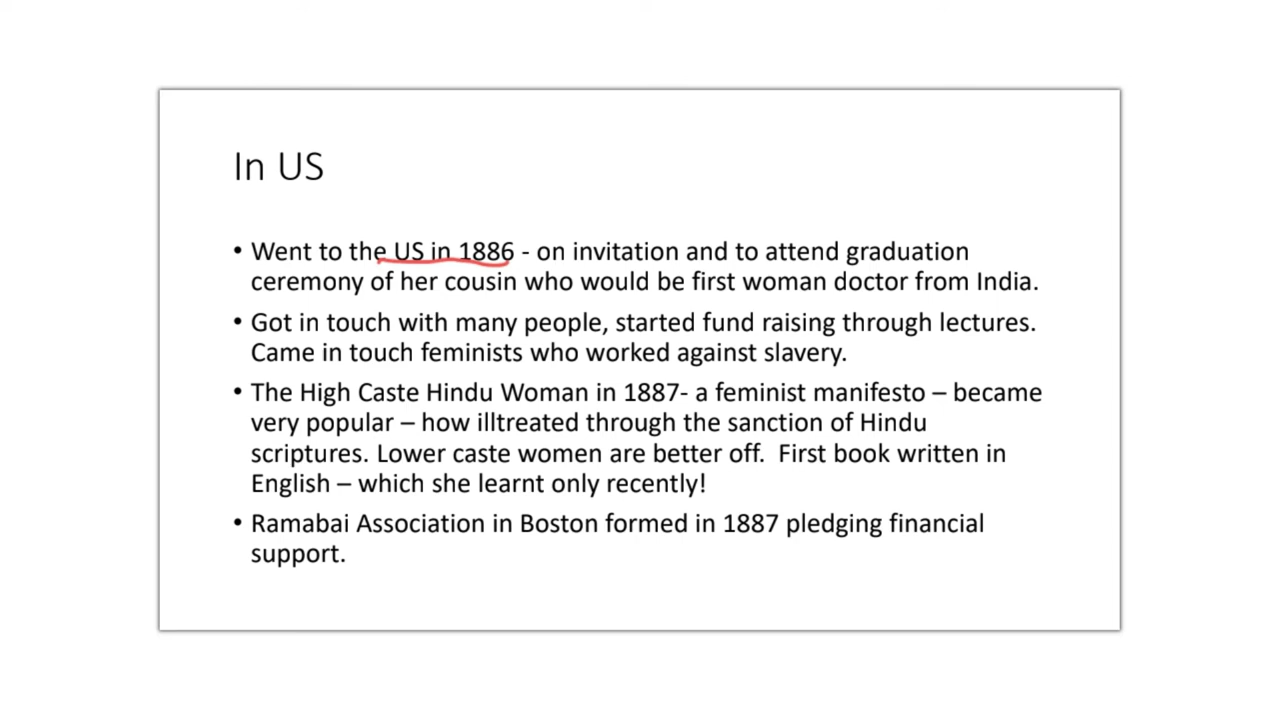 In US
• Went to the US in 1886 - on invitation and to attend graduation
ceremony of her cousin who would be first woman doctor from India.
• Got in touch with many people, started fund raising through lectures.
Came in touch feminists who worked against slavery.
• The High Caste Hindu Woman in 1887- a feminist manifesto – became
very popular – how illtreated through the sanction of Hindu
scriptures. Lower caste women are better off.  First book written in
English – which she learnt only recently!
• Ramabai Association in Boston formed in 1887 pledging financial
support.